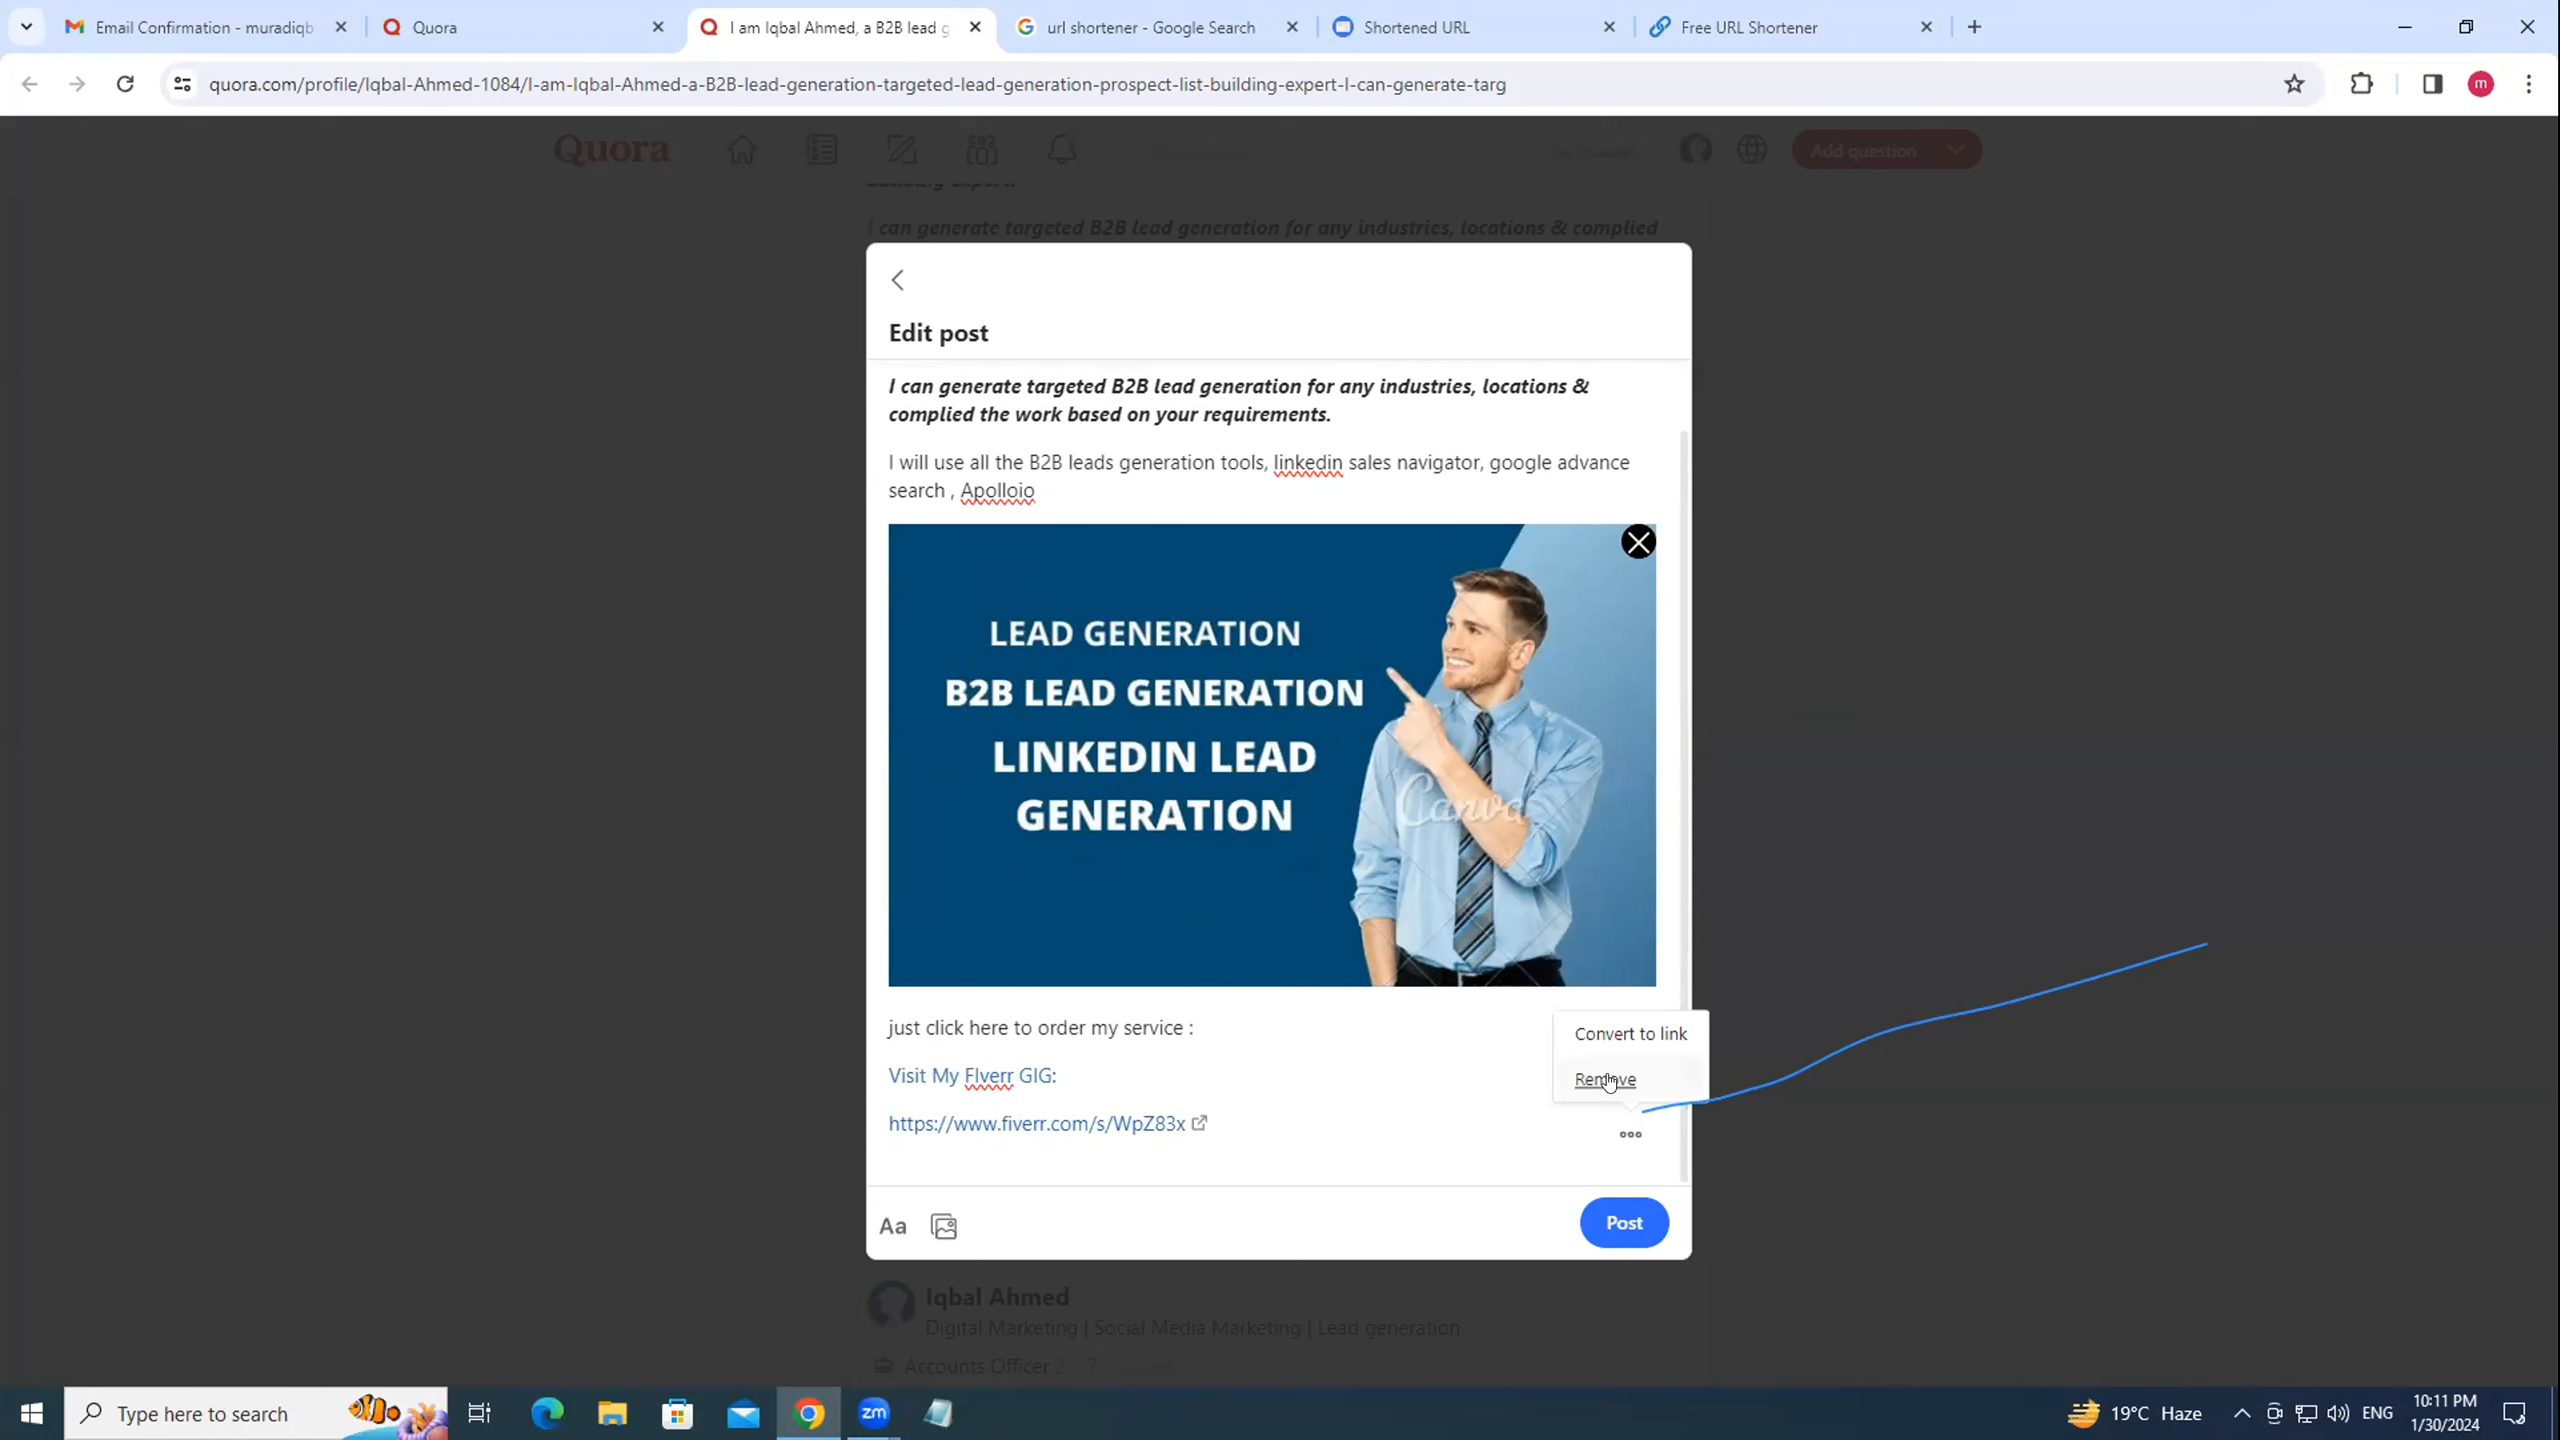 Email Confirmation - muradiqb
Quora
I am Iqbal Ahmed, a B2B lead g
url shortener - Google Search
Shortened URL
Free URL Shortener
quora.com/profile/Iqbal-Ahmed-1084/I-am-Iqbal-Ahmed-a-B2B-lead-generation-targeted-lead-generation-prospect-list-building-expert-I-can-generate-targ
m
Quora
Add question
I can generate targeted B2B lead generation for any industries, locations & complied
Edit post
I can generate targeted B2B lead generation for any industries, locations &
complied the work based on your requirements.
I will use all the B2B leads generation tools, linkedin sales navigator, google advance
search , Apolloio
LEAD GENERATION
B2B LEAD GENERATION
LINKEDIN LEAD
GENERATION
Canva
just click here to order my service :
Convert to link
Visit My FIverr GIG:
Remove
https://www.fiverr.com/s/WpZ83x
Aa
Post
Iqbal Ahmed
Digital Marketing | Social Media Marketing | Lead generation
Accounts Officer
Type here to search
zm
19°C Haze
ENG
10:11 PM
1/30/2024